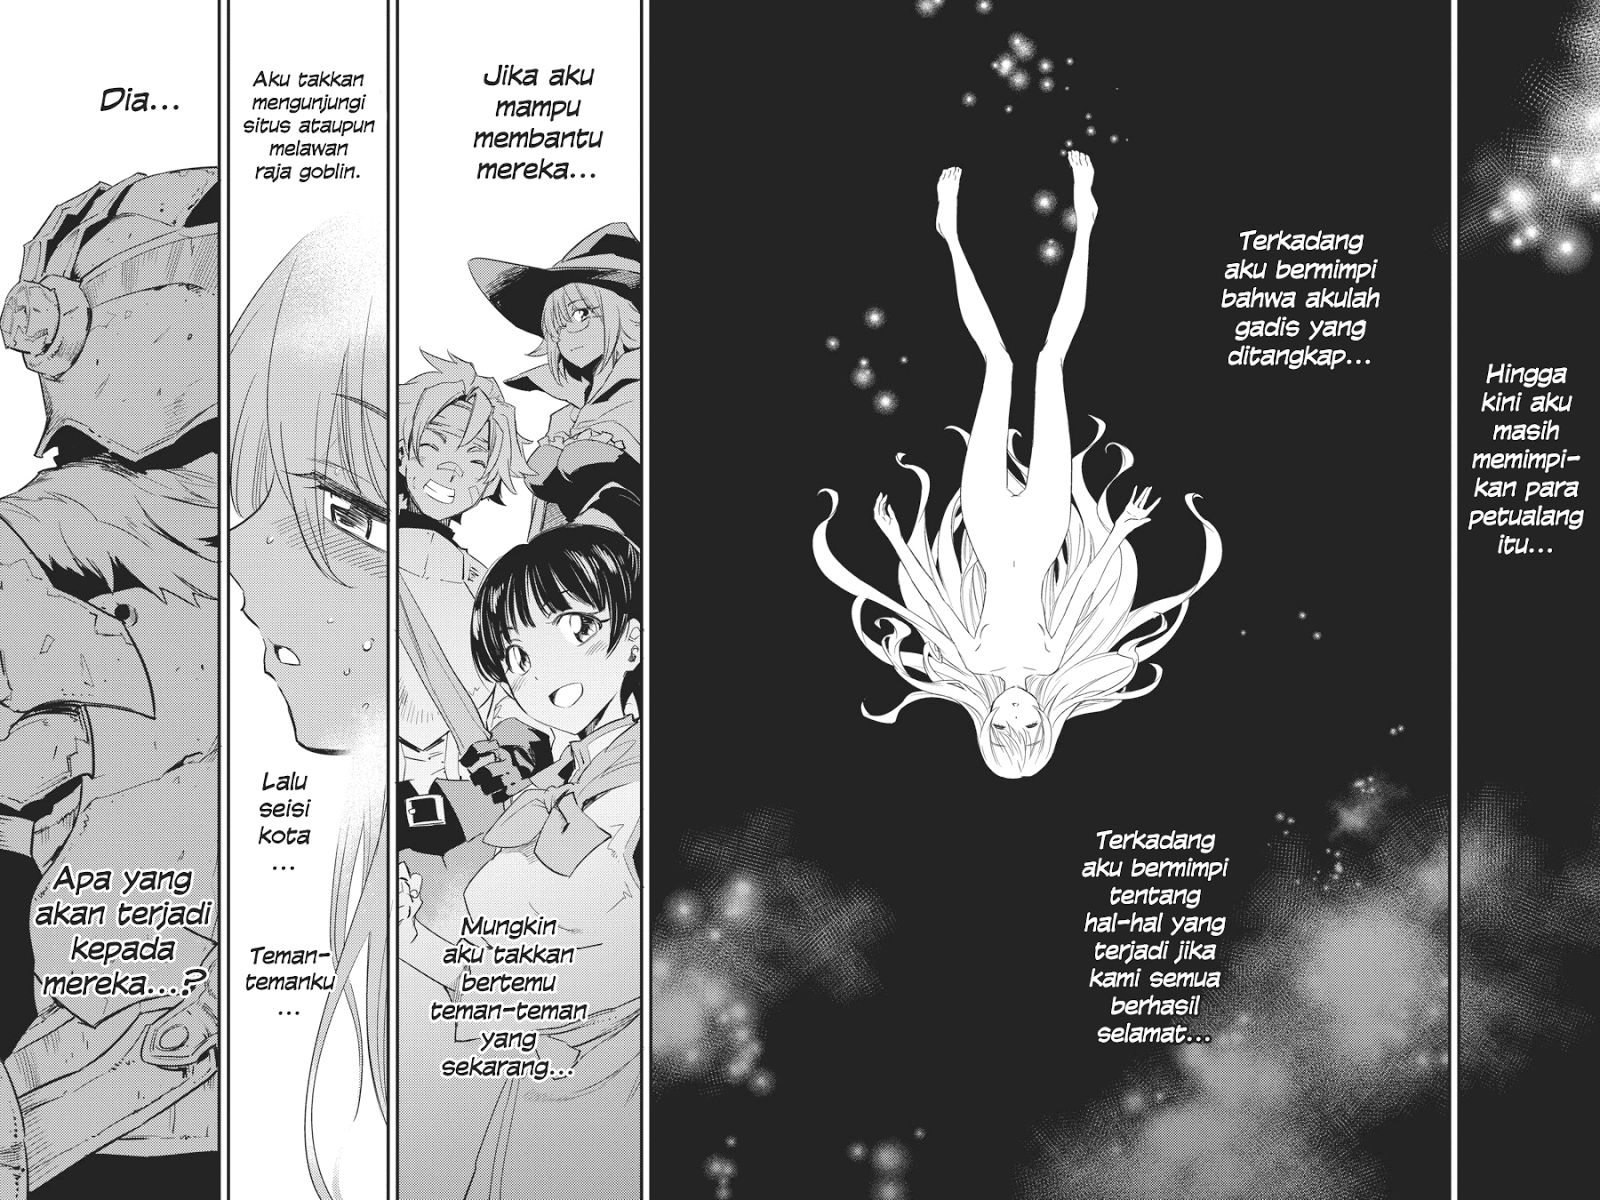 Hingga
kini aku
masih
memimpi-
kan para
petualang
itu...
Terkadang
aku bermimpi
bahwa akulah
gadis yang
ditangkap...
Terkadang
aku bermimpi
tentang
hal-hal yang
terjadi jika
kami semua
berhasil
selamat...
Jika aku
mampu
membantu
mereka...
Mungkin
aku takkan
bertemu
teman-teman
yang
sekarang...
Aku takkan
mengunjungi
situs ataupun
melawan
raja goblin.
Lalu
seisi
kota
...
Teman-
temanku
...
Dia...
Apa yang
akan terjadi
kepada
mereka...?